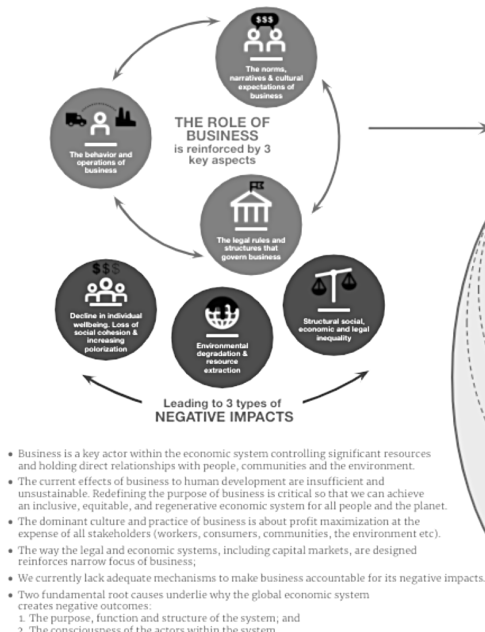 $$$
The norms,
narratives & cultural
expectations of
business
The behavior and
operations of
business
THE ROLE OF
BUSINESS
is reinforced by 3
key aspects
The legal rules and
structures that
govern business
$$$
Decline in individual
wellbeing. Loss of
social cohesion &
increasing
polorization
Environmental
degradation &
resource
extraction
Structural social,
economic and legal
inequality
Leading to 3 types of
NEGATIVE IMPACTS
• Business is a key actor within the economic system controlling significant resources
and holding direct relationships with people, communities and the environment.
• The current effects of business to human development are insufficient and
unsustainable. Redefining the purpose of business is critical so that we can achieve
an inclusive, equitable, and regenerative economic system for all people and the planet.
• The dominant culture and practice of business is about profit maximization at the
expense of all stakeholders (workers, consumers, communities, the environment etc).
• The way the legal and economic systems, including capital markets, are designed
reinforces narrow focus of business;
• We currently lack adequate mechanisms to make business accountable for its negative impacts.
• Two fundamental root causes underlie why the global economic system
creates negative outcomes:
1. The purpose, function and structure of the system; and
2. The consciousness of the actors within the system